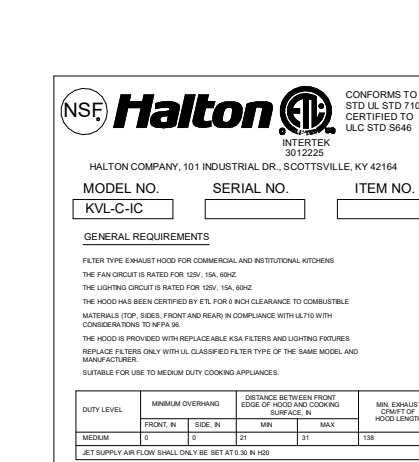 NSF Halton
CONFORMS TO
STD UL STD 710
CERTIFIED TO
ULC STD S646
INTERTEK
3012225
HALTON COMPANY, 101 INDUSTRIAL DR., SCOTTSVILLE, KY 42164
MODEL NO. SERIAL NO. ITEM NO.
KVL-C-IC
GENERAL REQUIREMENTS
FILTER TYPE EXHAUST HOOD FOR COMMERCIAL AND INSTITUTIONAL KITCHENS
THE FAN CIRCUIT IS RATED FOR 125V, 15A, 60HZ.
THE LIGHTING CIRCUIT IS RATED FOR 125V, 15A, 60HZ.
THE HOOD HAS BEEN CERTIFIED BY ETL FOR 0 INCH CLEARANCE TO COMBUSTIBLE
MATERIALS (TOP, SIDES, FRONT AND REAR) IN COMPLIANCE WITH UL710 WITH
CONSIDERATIONS TO NFPA 96.
THE HOOD IS PROVIDED WITH REPLACEABLE KSA FILTERS AND LIGHTING FIXTURES
REPLACE FILTERS ONLY WITH UL CLASSIFIED FILTER TYPE OF THE SAME MODEL AND
MANUFACTURER.
SUITABLE FOR USE TO MEDIUM DUTY COOKING APPLIANCES.
DUTY LEVEL
MINIMUM OVERHANG
DISTANCE BETWEEN FRONT
EDGE OF HOOD AND COOKING
SURFACE, IN
MIN. EXHAUST
CFM/FT OF
HOOD LENGTH
FRONT, IN SIDE, IN MIN MAX
MEDIUM 0 0 21 31 138
JET SUPPLY AIR FLOW SHALL ONLY BE SET AT 0.30 IN H20